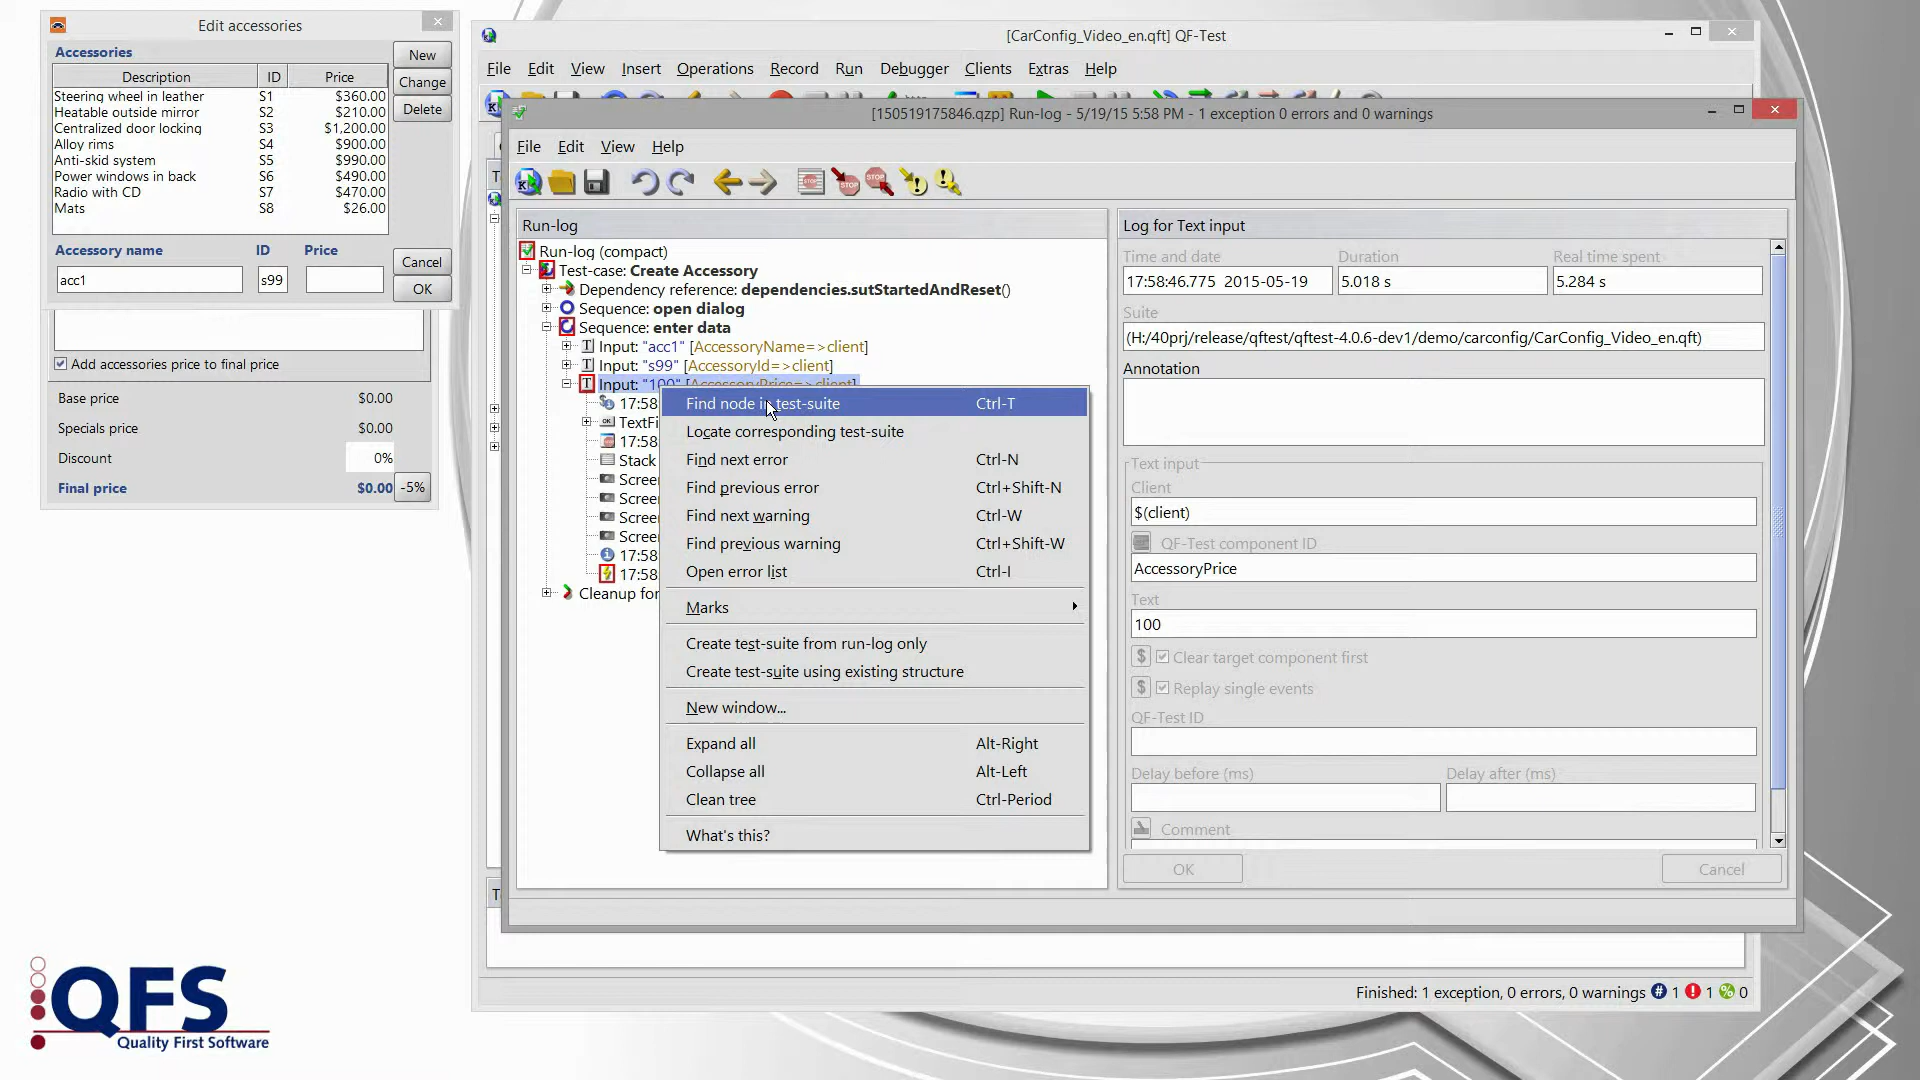 Edit accessories
Accessories
Description ID Price
Steering wheel in leather S1 $360.00
Heatable outside mirror S2 $210.00
Centralized door locking S3 $1,200.00
Alloy rims S4 $900.00
Anti-skid system S5 $990.00
Power windows in back S6 $490.00
Radio with CD S7 $470.00
Mats S8 $26.00
New
Change
Delete
Accessory name ID Price
acc1 s99
Cancel
OK
Add accessories price to final price
Base price $0.00
Specials price $0.00
Discount 0%
Final price $0.00 -5%
QFS
Quality First Software
[CarConfig_Video_en.qft] QF-Test
File Edit View Insert Operations Record Run Debugger Clients Extras Help
[150519175846.qzp] Run-log - 5/19/15 5:58 PM - 1 exception 0 errors and 0 warnings
File Edit View Help
Run-log
Run-log (compact)
Test-case: Create Accessory
Dependency reference: dependencies.sutStartedAndReset()
Sequence: open dialog
Sequence: enter data
Input: "acc1" [AccessoryName=>client]
Input: "s99" [AccessoryId=>client]
Input: "100" [AccessoryPrice=>client]
17:58
TextFi
17:58
Stack
Scree
Scree
Scree
Scree
17:58
17:58
Cleanup for
Find node in test-suite Ctrl-T
Locate corresponding test-suite
Find next error Ctrl-N
Find previous error Ctrl+Shift-N
Find next warning Ctrl-W
Find previous warning Ctrl+Shift-W
Open error list Ctrl-I
Marks
Create test-suite from run-log only
Create test-suite using existing structure
New window...
Expand all Alt-Right
Collapse all Alt-Left
Clean tree Ctrl-Period
What's this?
Log for Text input
Time and date Duration Real time spent
17:58:46.775 2015-05-19 5.018 s 5.284 s
Suite
(H:/40prj/release/qftest/qftest-4.0.6-dev1/demo/carconfig/CarConfig_Video_en.qft)
Annotation
Text input
Client
$(client)
QF-Test component ID
AccessoryPrice
Text
100
$ Clear target component first
$ Replay single events
QF-Test ID
Delay before (ms) Delay after (ms)
Comment
OK Cancel
Finished: 1 exception, 0 errors, 0 warnings # 1 1 % 0